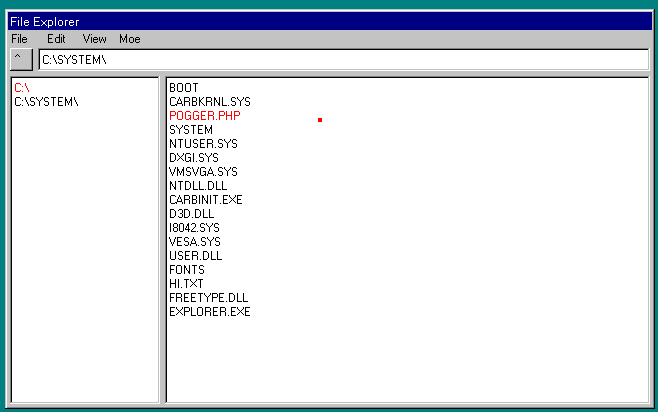 File Explorer
File Edit View Moe
^ C:\SYSTEM\
C:\
C:\SYSTEM\
BOOT
CARBKRNL.SYS
POGGER.PHP
SYSTEM
NTUSER.SYS
DXGI.SYS
VMSVGA.SYS
NTDLL.DLL
CARBINIT.EXE
D3D.DLL
I8042.SYS
VESA.SYS
USER.DLL
FONTS
HI.TXT
FREETYPE.DLL
EXPLORER.EXE